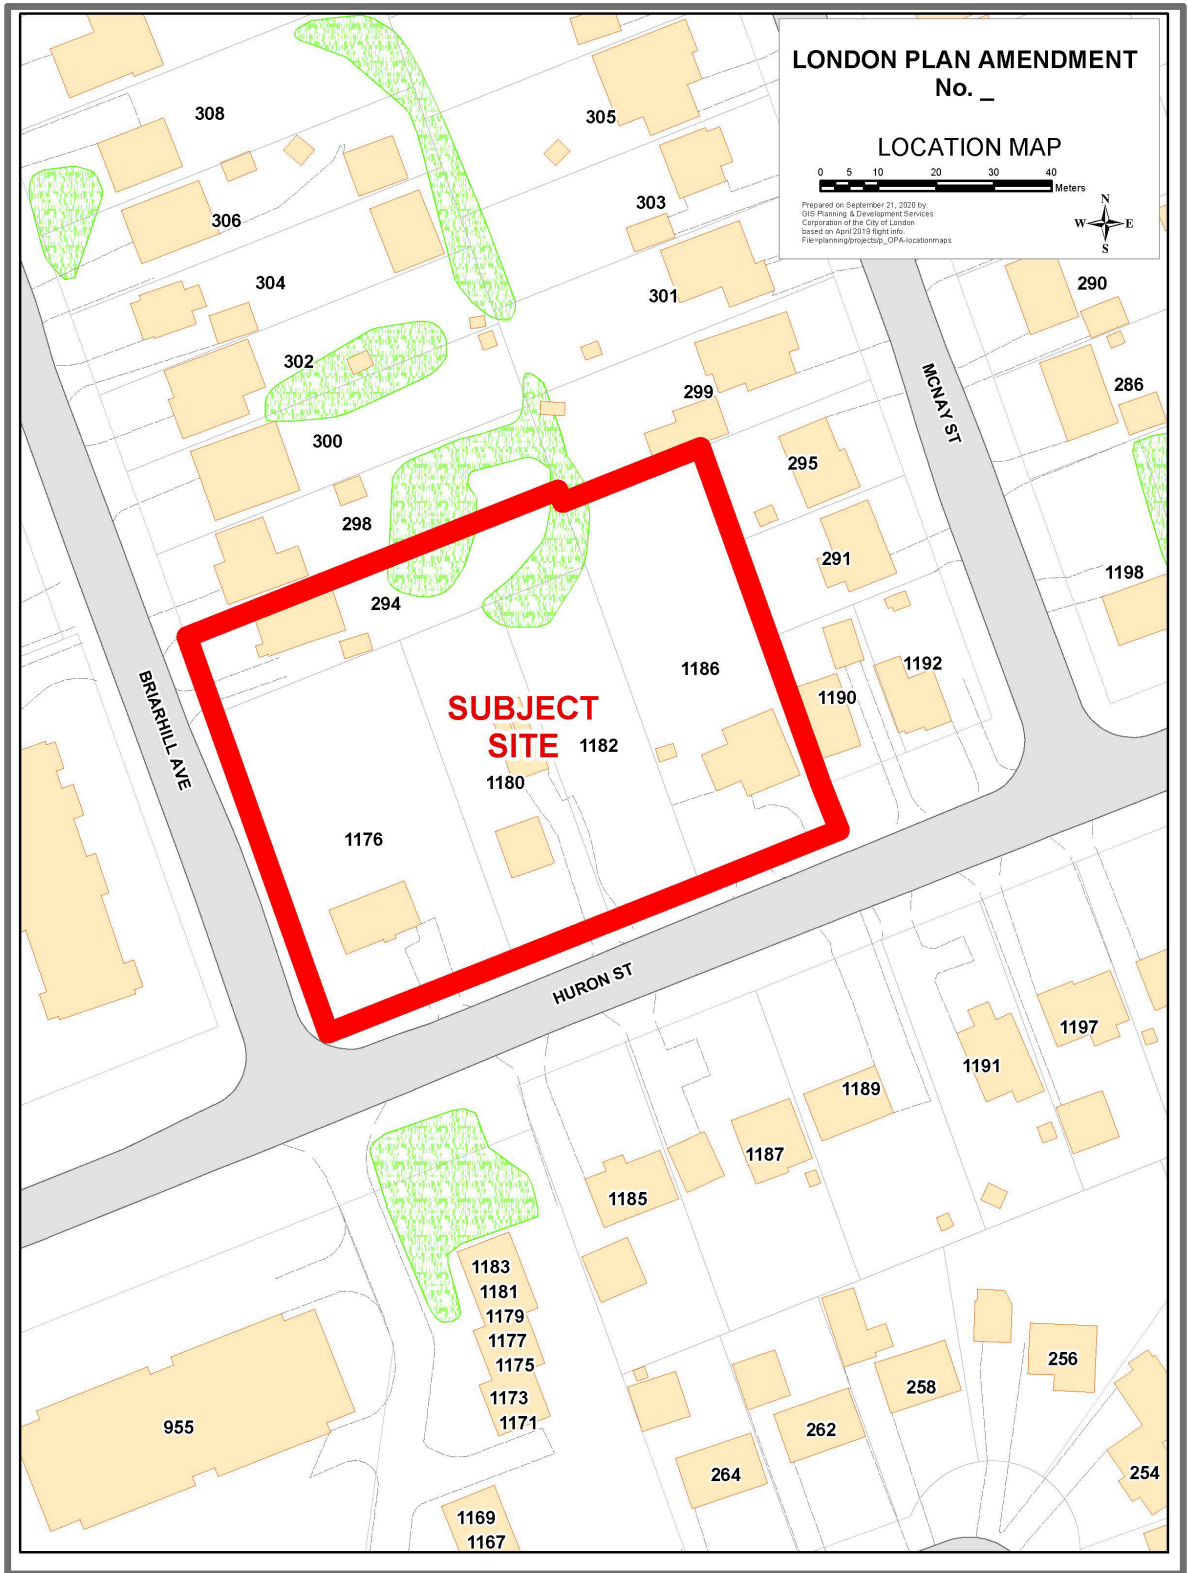 LONDON PLAN AMENDMENT
No. _
LOCATION MAP
0 5 10 20 30 40
Meters
Prepared on September 21, 2020 by:
GIS Planning & Development Services
Corporation of the City of London
based on April 2019 flight info.
File=planning/projects/p_OPA-locationmaps
N
W E
S
308
305
306
303
304
301
290
302
299
MCNAY ST
286
300
295
298
291
294
1198
1186
1192
1190
BRIARHILL AVE
SUBJECT
SITE
1182
1180
1176
HURON ST
1197
1191
1189
1187
1185
1183
1181
1179
1177
1175
1173
1171
256
258
262
264
254
955
1169
1167